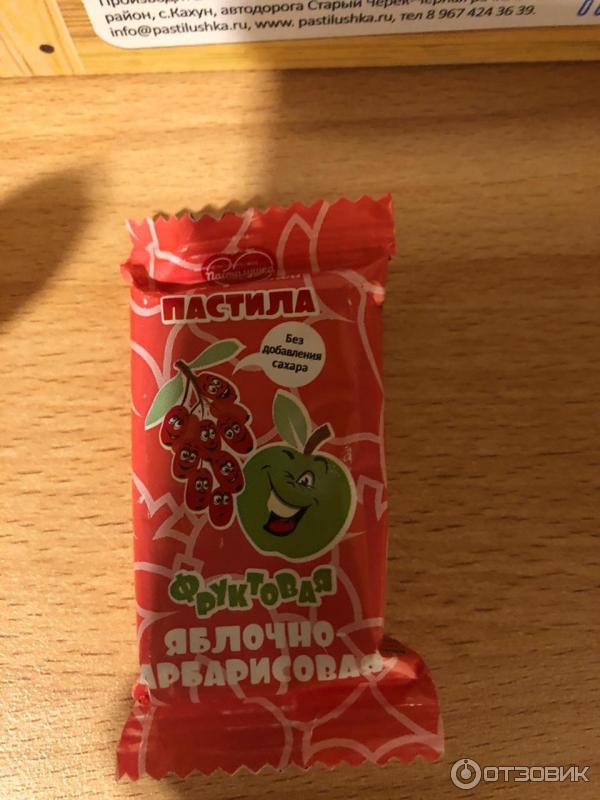 район, с.Кахун, автодорога Старый Черек-
info@pastilushka.ru, www.pastilushka.ru, тел 8 967 424 36 39.
ПАСТИЛА
Без
добавления
сахара
ФРУКТОВАЯ
ЯБЛОЧНО-
АРБАРИСОВАЯ
ОТЗОВИК